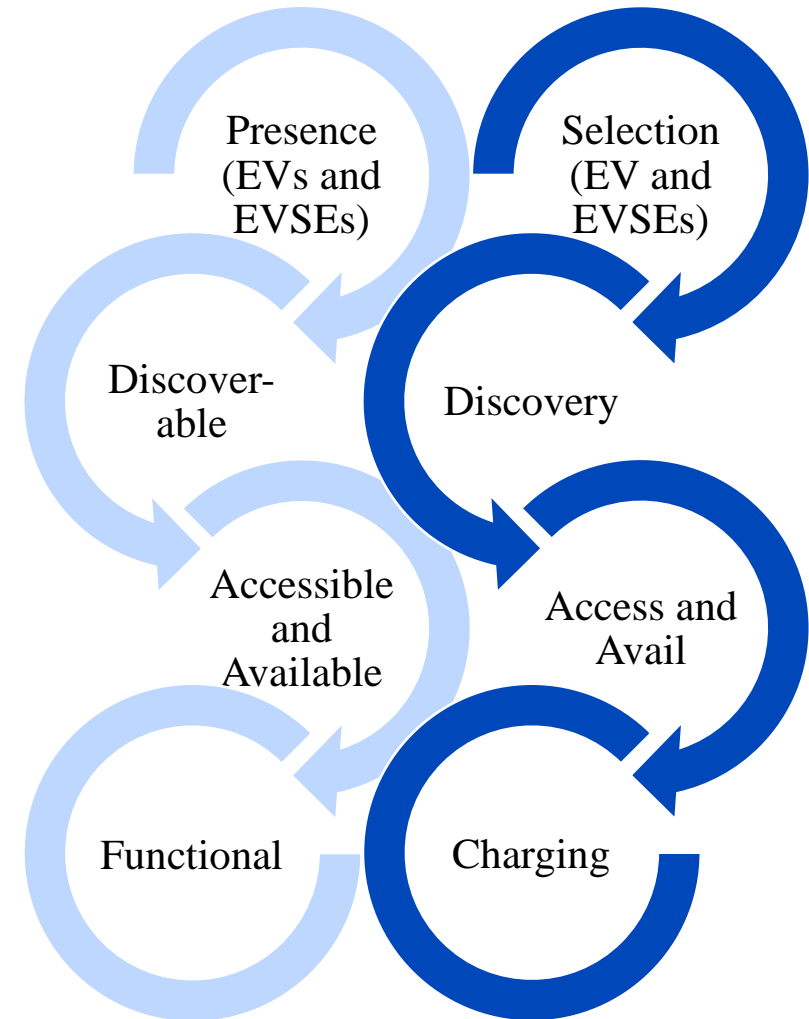 Presence
(EVs and
EVSEs)
Selection
(EV and
EVSEs)
Discover-
able
Discovery
Accessible
and
Available
Access and
Avail
Functional
Charging